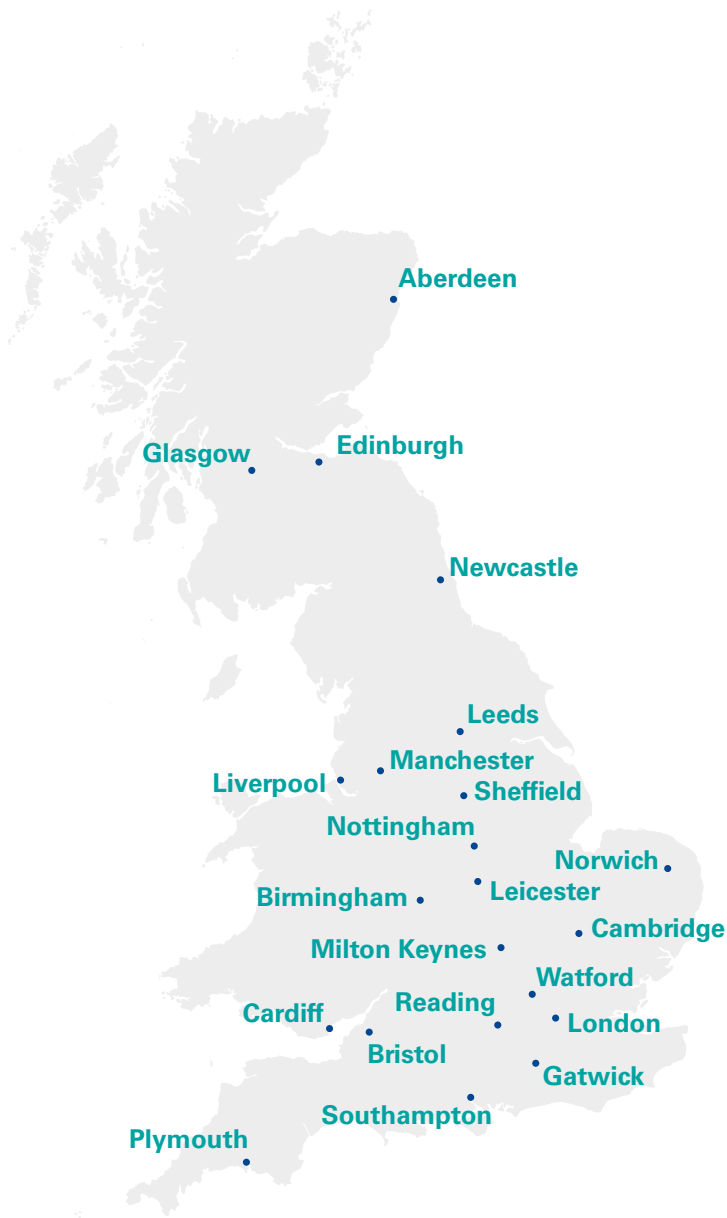 Aberdeen
Edinburgh
Glasgow
Newcastle
Leeds
Manchester
Liverpool
Sheffield
Nottingham
Norwich
Leicester
Birmingham
Cambridge
Milton Keynes
Watford
Reading
Cardiff
London
Bristol
Gatwick
Southampton
Plymouth